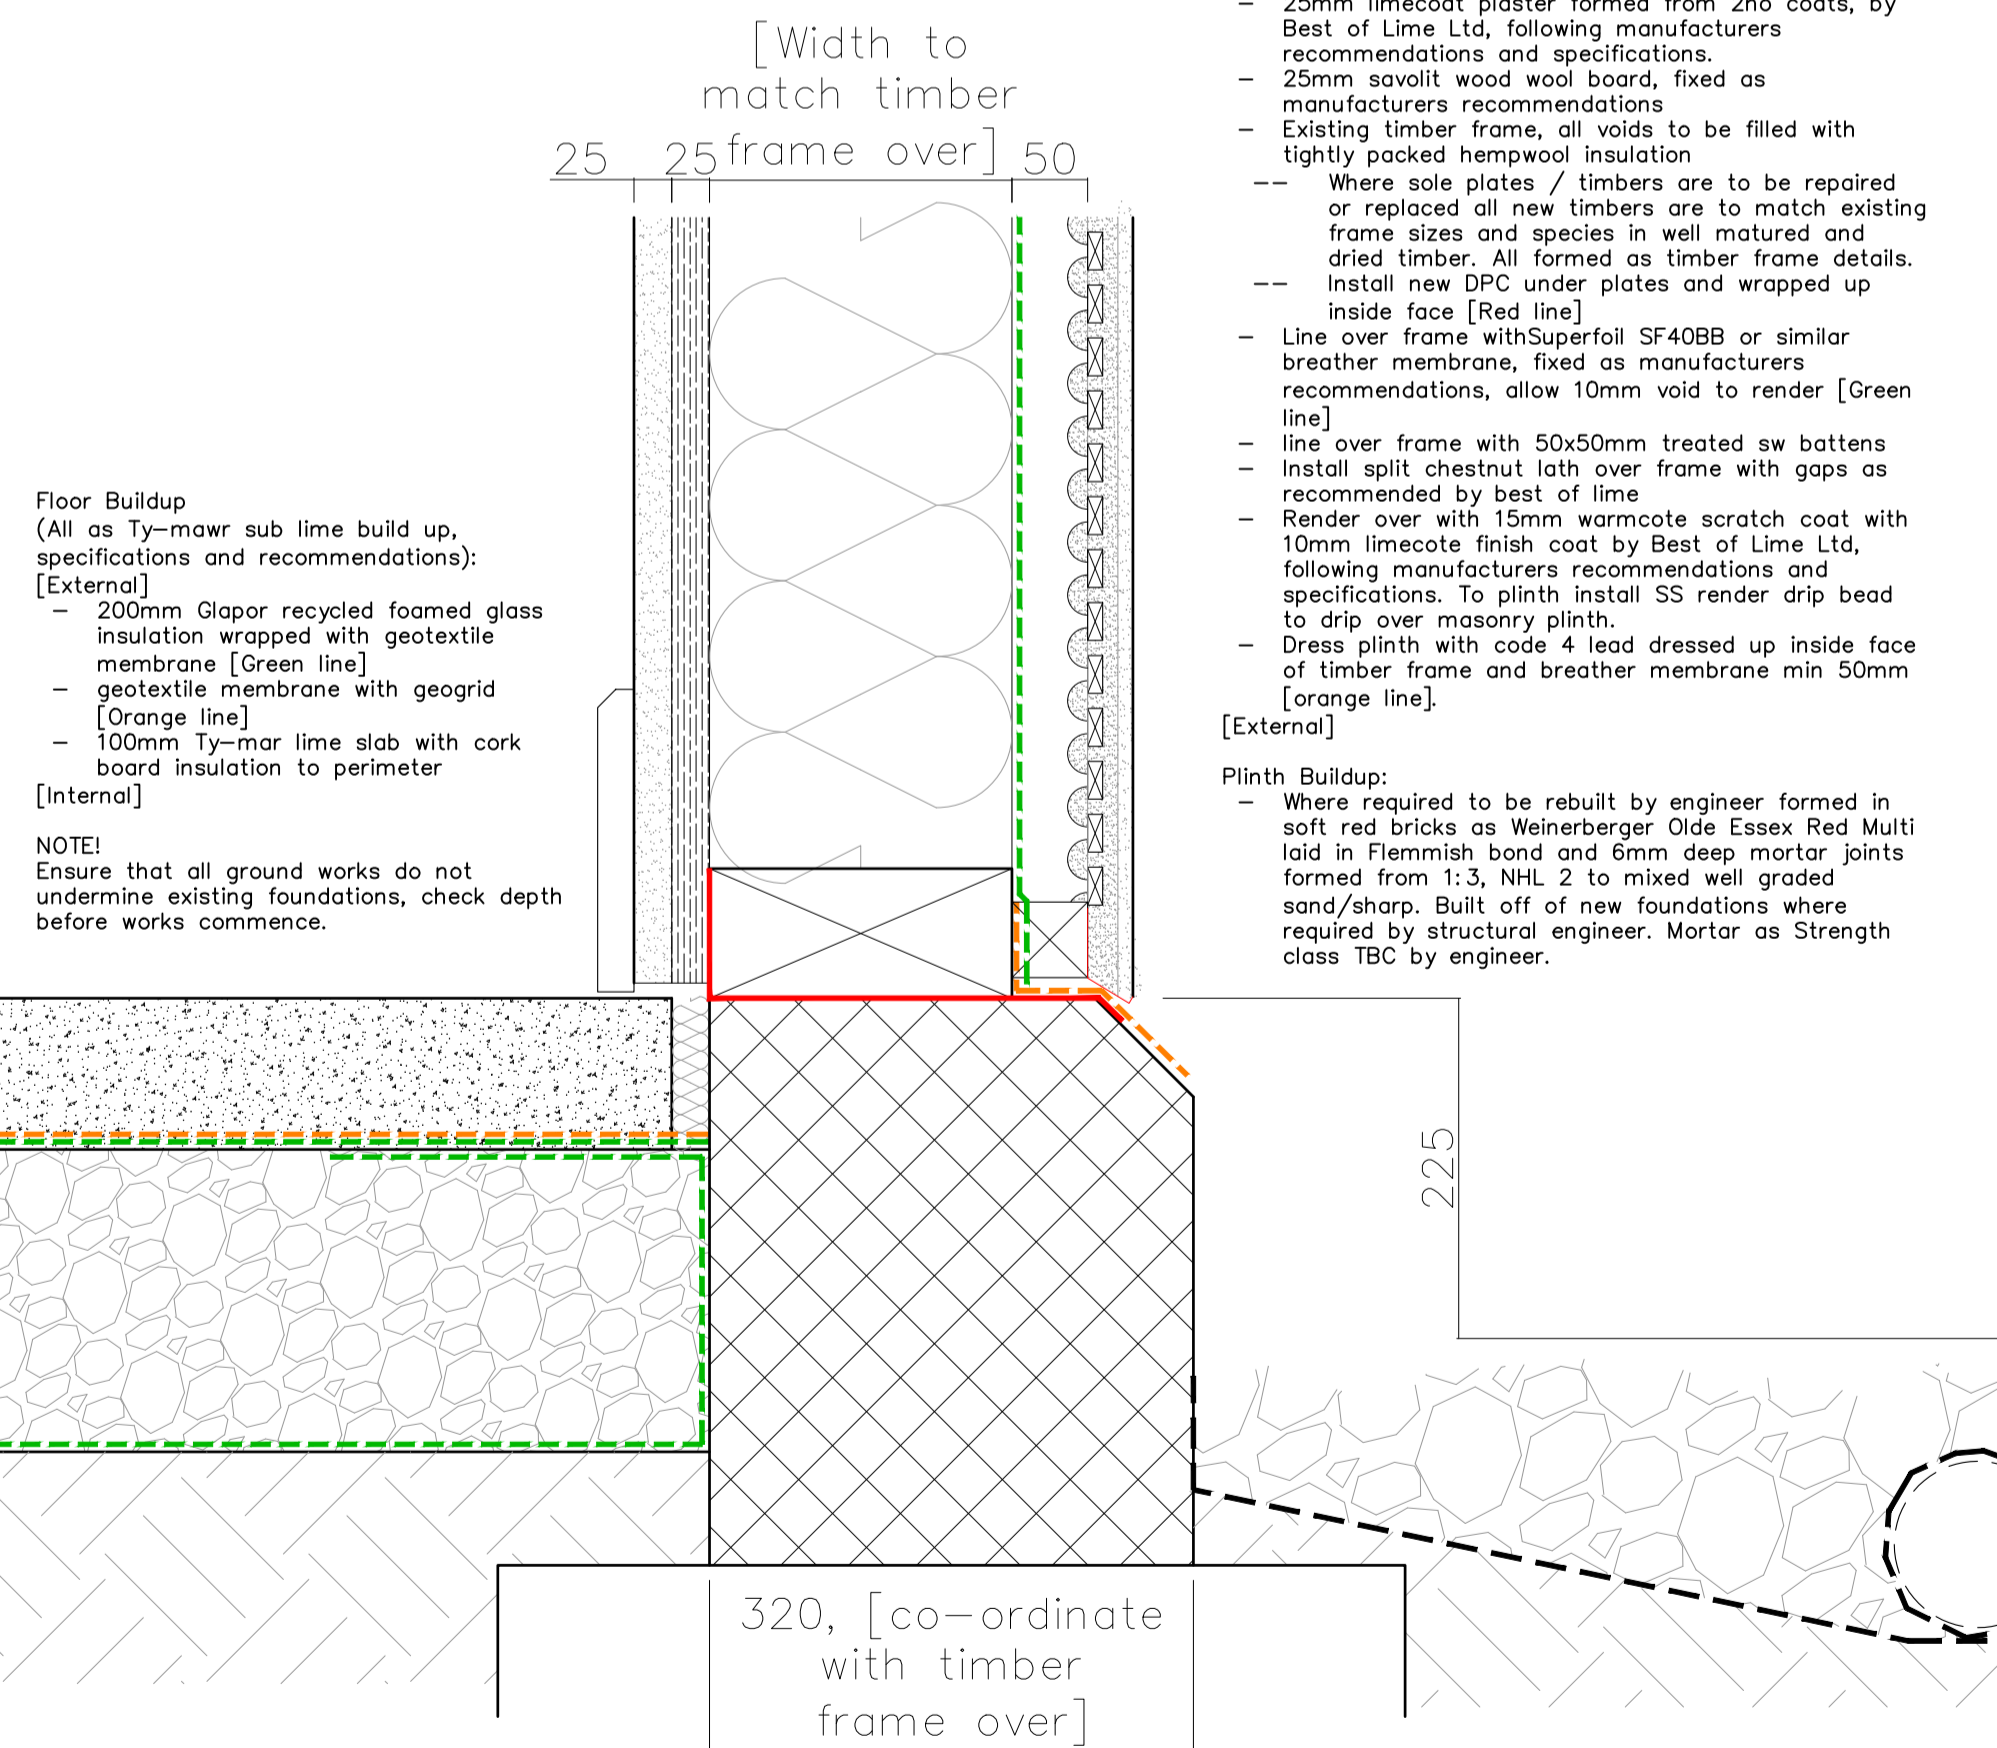 [Width to
match timber
frame over]
25
25
50
Floor Buildup
(All as Ty-mawr sub lime build up,
specifications and recommendations):
[External]
- 200mm Glapor recycled foamed glass
insulation wrapped with geotextile
membrane [Green line]
- geotextile membrane with geogrid
[Orange line]
- 100mm Ty-mar lime slab with cork
board insulation to perimeter
[Internal]
NOTE!
Ensure that all ground works do not
undermine existing foundations, check depth
before works commence.
- 25mm limecoat plaster formed from 2no coats, by
Best of Lime Ltd, following manufacturers
recommendations and specifications.
- 25mm savolit wood wool board, fixed as
manufacturers recommendations
- Existing timber frame, all voids to be filled with
tightly packed hempwool insulation
-- Where sole plates / timbers are to be repaired
or replaced all new timbers are to match existing
frame sizes and species in well matured and
dried timber. All formed as timber frame details.
-- Install new DPC under plates and wrapped up
inside face [Red line]
- Line over frame withSuperfoil SF40BB or similar
breather membrane, fixed as manufacturers
recommendations, allow 10mm void to render [Green
line]
- line over frame with 50x50mm treated sw battens
- Install split chestnut lath over frame with gaps as
recommended by best of lime
- Render over with 15mm warmcote scratch coat with
10mm limecote finish coat by Best of Lime Ltd,
following manufacturers recommendations and
specifications. To plinth install SS render drip bead
to drip over masonry plinth.
- Dress plinth with code 4 lead dressed up inside face
of timber frame and breather membrane min 50mm
[orange line].
[External]
Plinth Buildup:
- Where required to be rebuilt by engineer formed in
soft red bricks as Weinerberger Olde Essex Red Multi
laid in Flemmish bond and 6mm deep mortar joints
formed from 1:3, NHL 2 to mixed well graded
sand/sharp. Built off of new foundations where
required by structural engineer. Mortar as Strength
class TBC by engineer.
225
320, [co-ordinate
with timber
frame over]